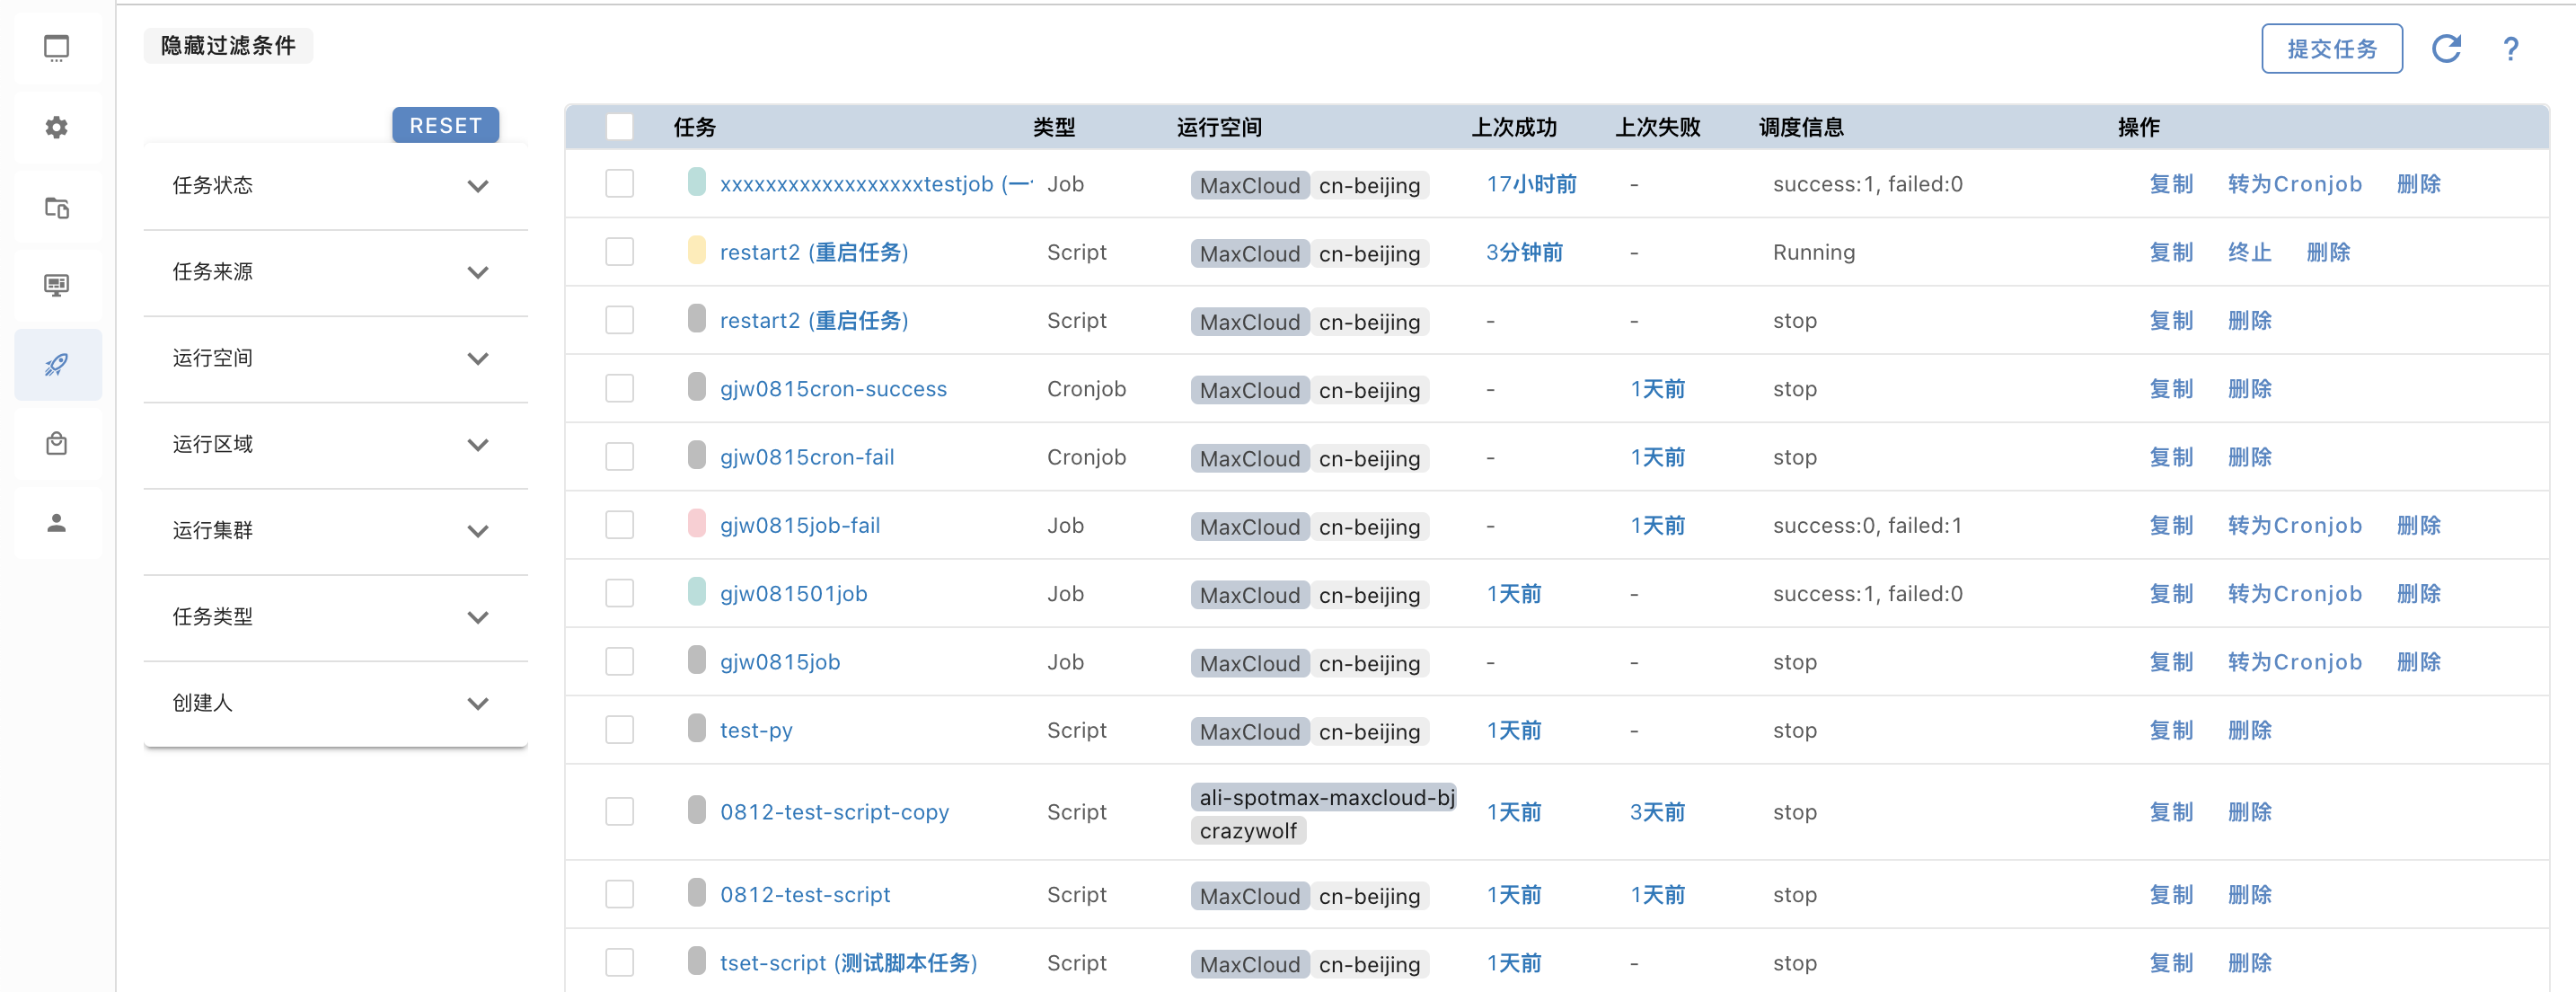 隐藏过滤条件
提交任务 ?
RESET
任务状态
任务来源
运行空间
运行区域
运行集群
任务类型
创建人
任务 类型 运行空间 上次成功 上次失败 调度信息 操作
xxxxxxxxxxxxxxxxxxtestjob (一 Job MaxCloud cn-beijing 17小时前 - success:1, failed:0 复制 转为Cronjob 删除
restart2 (重启任务) Script MaxCloud cn-beijing 3分钟前 - Running 复制 终止 删除
restart2 (重启任务) Script MaxCloud cn-beijing - - stop 复制 删除
gjw0815cron-success Cronjob MaxCloud cn-beijing - 1天前 stop 复制 删除
gjw0815cron-fail Cronjob MaxCloud cn-beijing - 1天前 stop 复制 删除
gjw0815job-fail Job MaxCloud cn-beijing - 1天前 success:0, failed:1 复制 转为Cronjob 删除
gjw081501job Job MaxCloud cn-beijing 1天前 - success:1, failed:0 复制 转为Cronjob 删除
gjw0815job Job MaxCloud cn-beijing - - stop 复制 转为Cronjob 删除
test-py Script MaxCloud cn-beijing 1天前 - stop 复制 删除
0812-test-script-copy Script ali-spotmax-maxcloud-bj crazywolf 1天前 3天前 stop 复制 删除
0812-test-script Script MaxCloud cn-beijing 1天前 1天前 stop 复制 删除
tset-script (测试脚本任务) Script MaxCloud cn-beijing 1天前 - stop 复制 删除